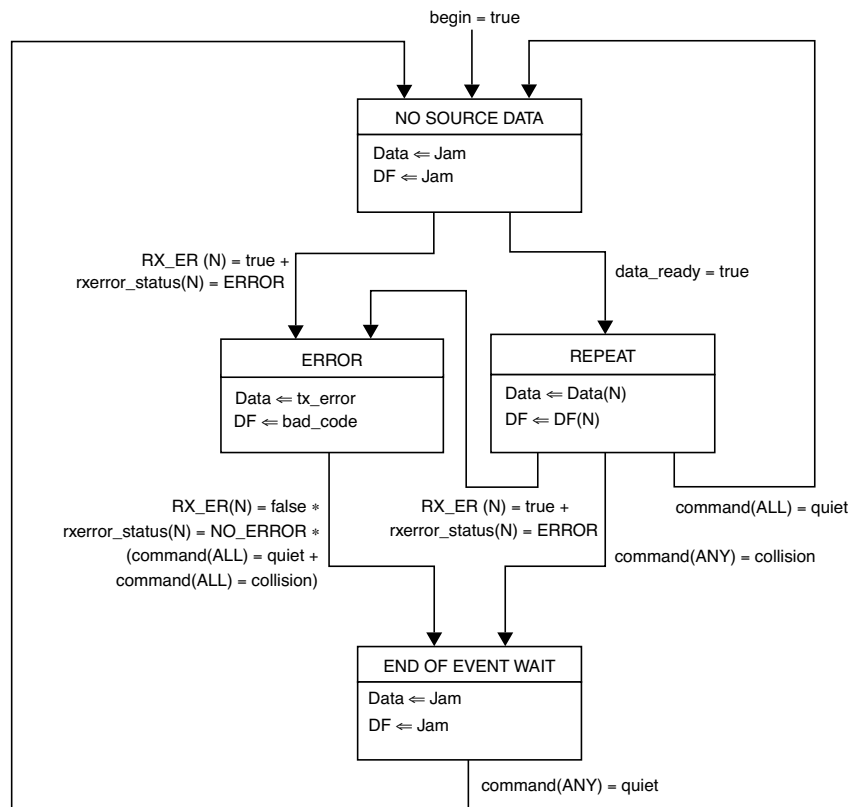 begin = true
NO SOURCE DATA
Data ⇐ Jam
DF ⇐ Jam
RX_ER (N) = true +
rxerror_status(N) = ERROR
data_ready = true
ERROR
Data ⇐ tx_error
DF ⇐ bad_code
REPEAT
Data ⇐ Data(N)
DF ⇐ DF(N)
RX_ER(N) = false *
rxerror_status(N) = NO_ERROR *
(command(ALL) = quiet +
command(ALL) = collision)
RX_ER (N) = true +
rxerror_status(N) = ERROR
command(ALL) = quiet
command(ANY) = collision
END OF EVENT WAIT
Data ⇐ Jam
DF ⇐ Jam
command(ANY) = quiet